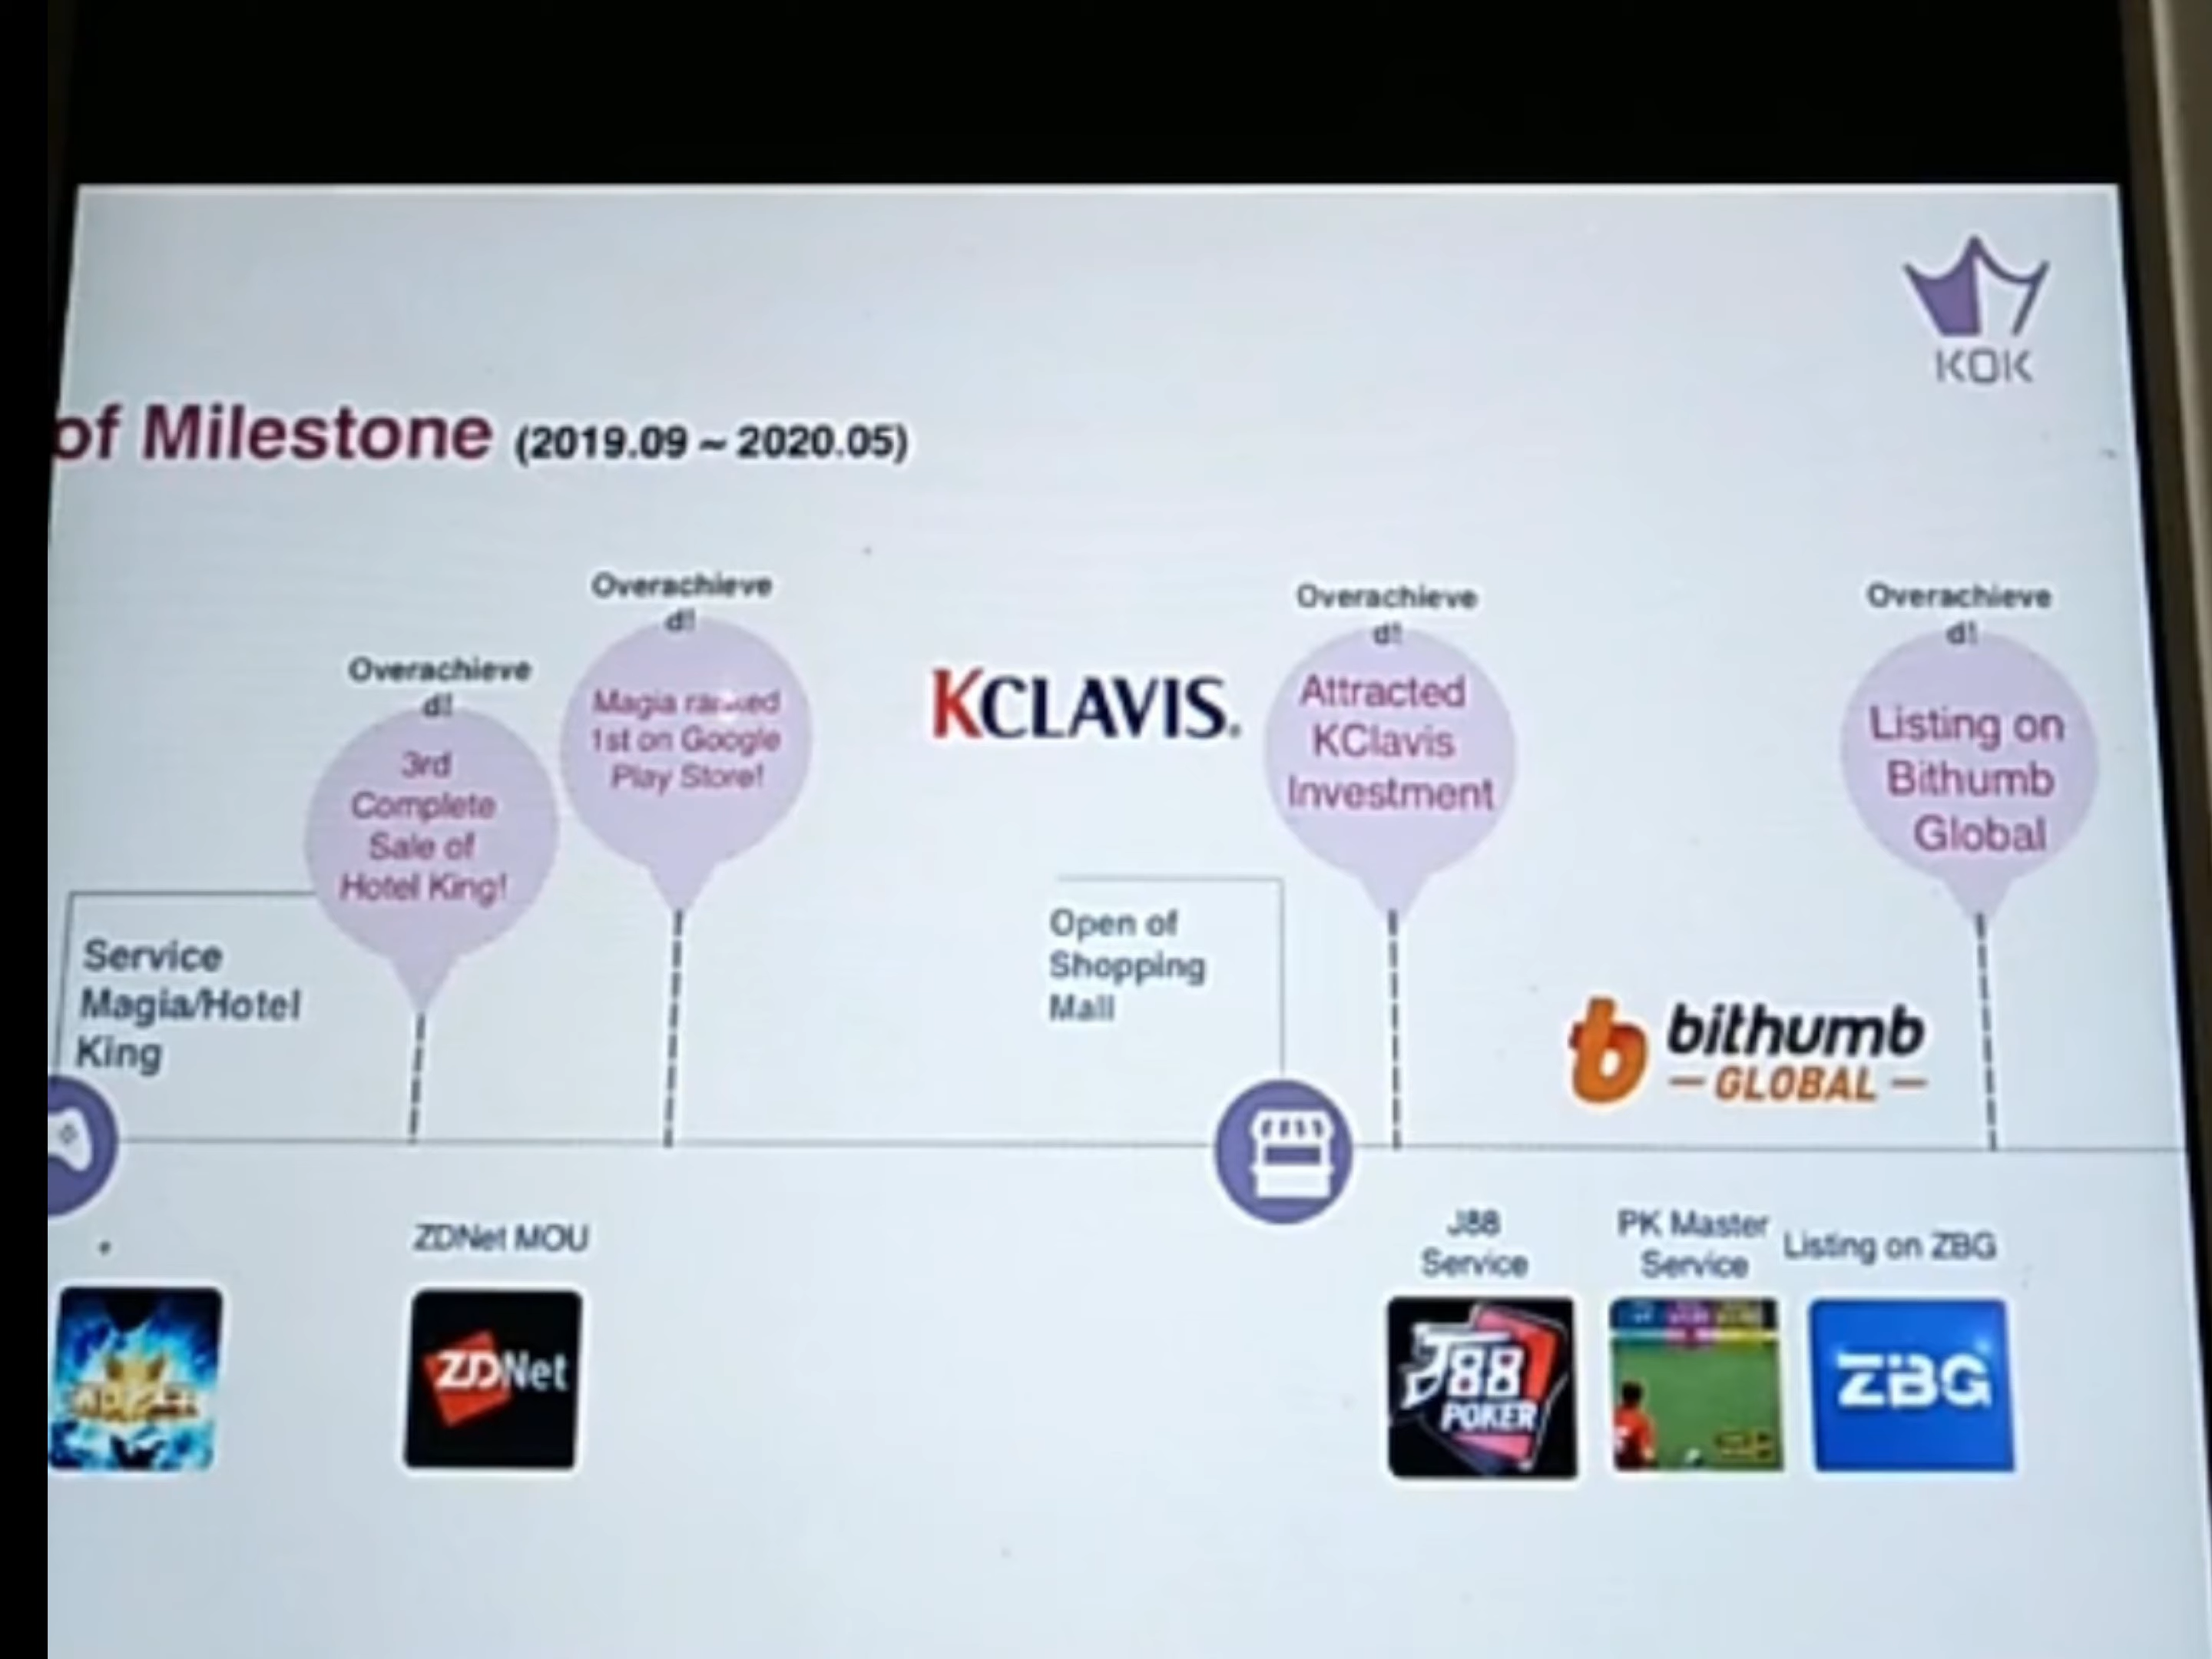 KOK
of Milestone (2019.09 ~ 2020.05)
Overachieve
d!
3rd
Complete
Sale of
Hotel King!
Overachieve
d!
Magia ranked
1st on Google
Play Store!
KCLAVIS.
Overachieve
d!
Attracted
KClavis
Investment
Overachieve
d!
Listing on
Bithumb
Global
Service
Magia/Hotel
King
Open of
Shopping
Mall
bithumb
GLOBAL
ZDNet MOU
ZDNet
J88
Service
J88
POKER
PK Master
Service
Listing on ZBG
ZBG